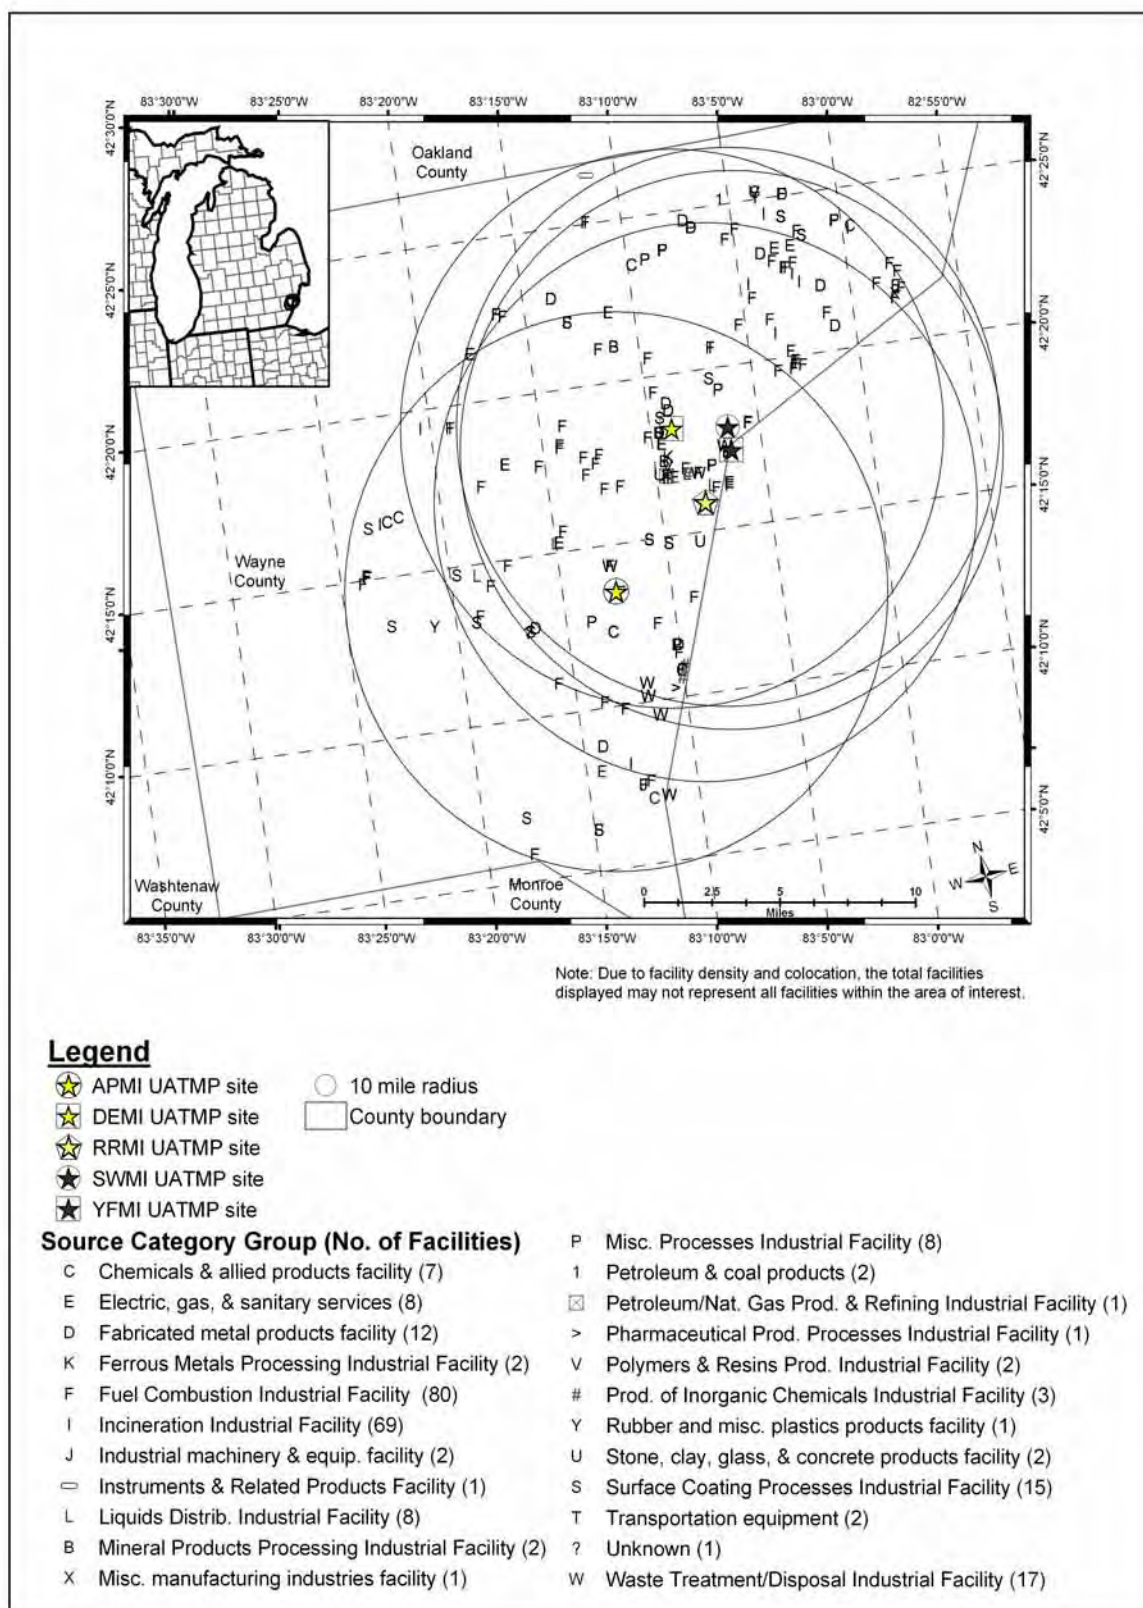 83°30'0"W 83°25'0"W 83°20'0"W 83°15'0"W 83°10'0"W 83°5'0"W 83°0'0"W 82°55'0"W
42°30'0"N
42°25'0"N
42°20'0"N
42°15'0"N
42°10'0"N
42°25'0"N
42°20'0"N
42°15'0"N
42°10'0"N
42°5'0"N
Oakland
County
Wayne
County
Washtenaw
County
Monroe
County
N
W E
S
0 2.5 5 10
Miles
83°35'0"W 83°30'0"W 83°25'0"W 83°20'0"W 83°15'0"W 83°10'0"W 83°5'0"W 83°0'0"W
Note: Due to facility density and colocation, the total facilities
displayed may not represent all facilities within the area of interest.
Legend
APMI UATMP site
DEMI UATMP site
RRMI UATMP site
SWMI UATMP site
YFMI UATMP site
10 mile radius
County boundary
Source Category Group (No. of Facilities)
C Chemicals & allied products facility (7)
E Electric, gas, & sanitary services (8)
D Fabricated metal products facility (12)
K Ferrous Metals Processing Industrial Facility (2)
F Fuel Combustion Industrial Facility (80)
I Incineration Industrial Facility (69)
J Industrial machinery & equip. facility (2)
Instruments & Related Products Facility (1)
L Liquids Distrib. Industrial Facility (8)
B Mineral Products Processing Industrial Facility (2)
X Misc. manufacturing industries facility (1)
P Misc. Processes Industrial Facility (8)
1 Petroleum & coal products (2)
Petroleum/Nat. Gas Prod. & Refining Industrial Facility (1)
> Pharmaceutical Prod. Processes Industrial Facility (1)
V Polymers & Resins Prod. Industrial Facility (2)
# Prod. of Inorganic Chemicals Industrial Facility (3)
Y Rubber and misc. plastics products facility (1)
U Stone, clay, glass, & concrete products facility (2)
S Surface Coating Processes Industrial Facility (15)
T Transportation equipment (2)
? Unknown (1)
W Waste Treatment/Disposal Industrial Facility (17)